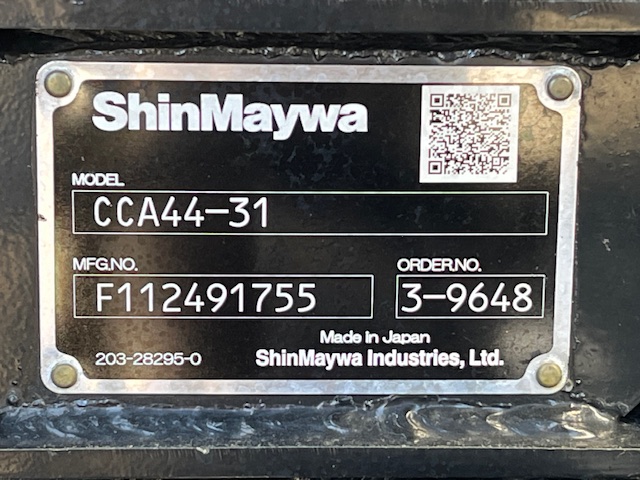 ShinMaywa
MODEL
CCA44-31
MFG.NO. ORDER.NO.
F112491755 3-9648
Made in Japan
203-28295-0 ShinMaywa Industries, Ltd.